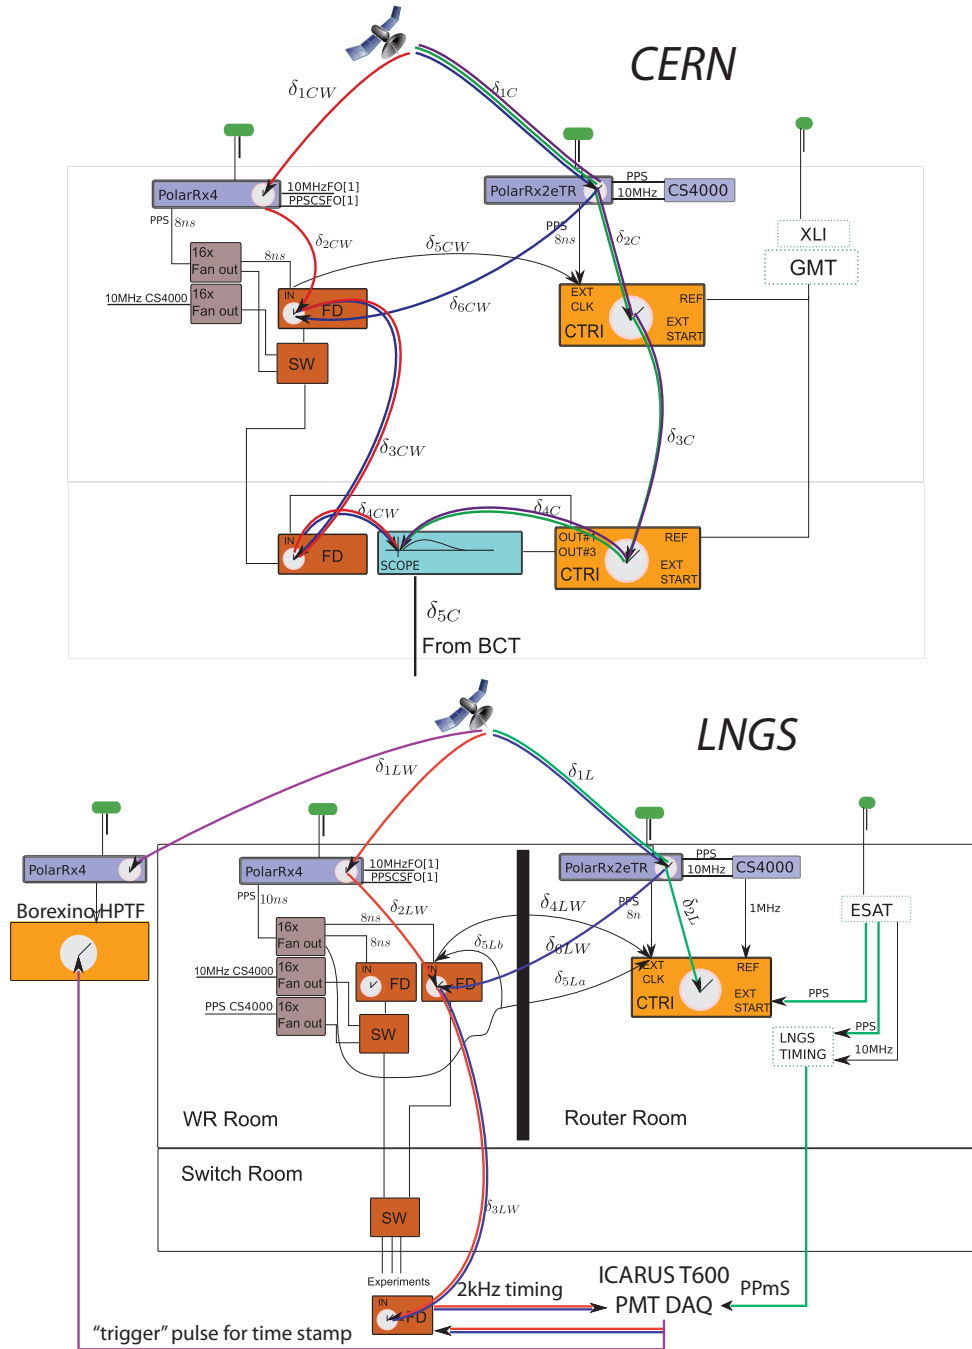 CERN
δ1CW
δ1C
PolarRx4
10MHzFO[1]
PPSCSFO[1]
PolarRx2eTR
PPS
10MHz
CS4000
PPS
8ns
δ2CW
δ5CW
PPS
8ns
δ2C
XLI
GMT
16x
Fan out
8ns
10MHz CS4000
16x
Fan out
IN
FD
δ6CW
EXT
CLK
CTRI
REF
EXT
START
SW
δ3CW
δ3C
δ4CW
δ4C
FD
IN
SCOPE
OUT#1
OUT#3
CTRI
REF
EXT
START
δ5C
From BCT
LNGS
δ1LW
δ1L
PolarRx4
PolarRx4
10MHzFO[1]
PPSCSFO[1]
PolarRx2eTR
PPS
10MHz
CS4000
Borexino HPTF
PPS
10ns
δ2LW
8ns
8ns
16x
Fan out
δ4LW
δ5Lb
δ6LW
PPS
8n
δ2L
1MHz
ESAT
10MHz CS4000
16x
Fan out
IN
FD
IN
FD
δ5La
EXT
CLK
CTRI
REF
EXT
START
PPS
PPS CS4000
16x
Fan out
SW
PPS
LNGS
TIMING
10MHz
WR Room
Router Room
Switch Room
SW
δ3LW
Experiments
IN
FD
2kHz timing
ICARUS T600
PMT DAQ
PPmS
“trigger” pulse for time stamp